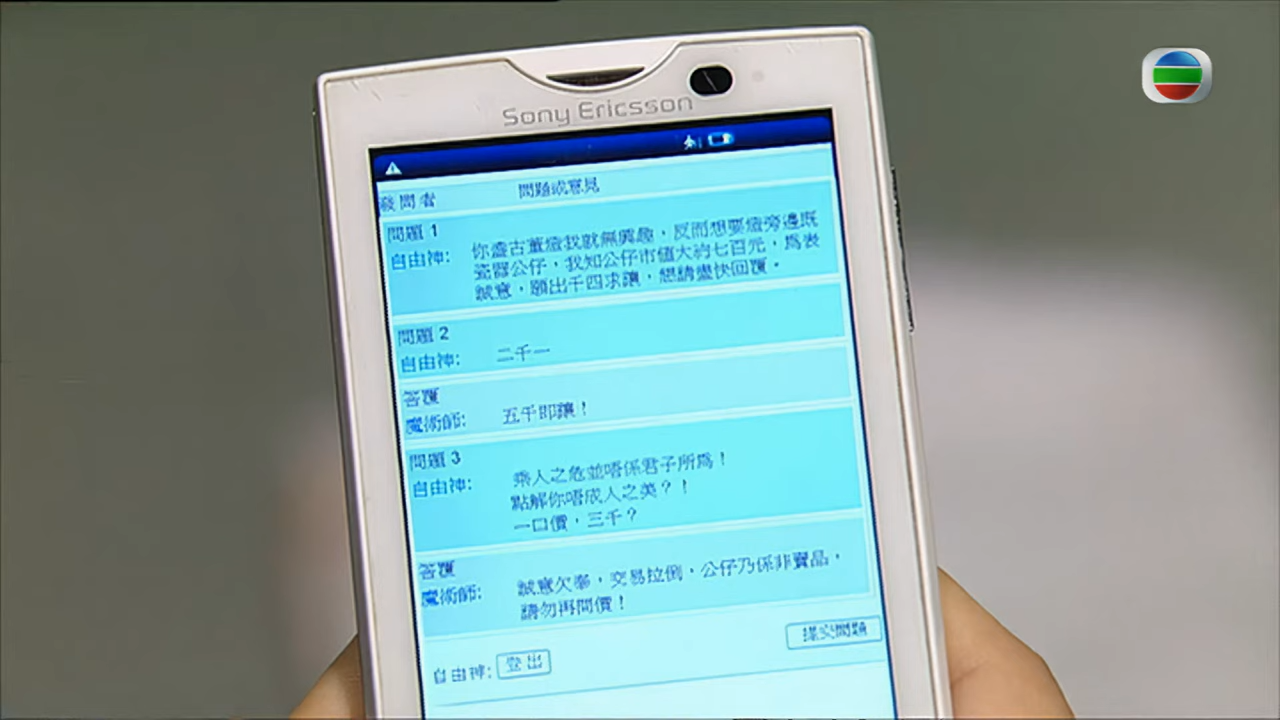 Sony Ericsson
發問者 問題或意見
問題 1
自由神: 你盞古董燈我就無興趣，反而想要燈旁邊既
瓷器公仔，我知公仔市值大約七百元，為表
誠意，願出千四求讓，懇請盡快回覆。
問題 2
自由神: 二千一
答覆
魔術師: 五千即讓！
問題 3
自由神: 乘人之危並唔係君子所為！
點解你唔成人之美？！
一口價，三千？
答覆
魔術師: 誠意欠奉，交易拉倒，公仔乃係非賣品，
請勿再問價！
提交問題
自由神: 登出